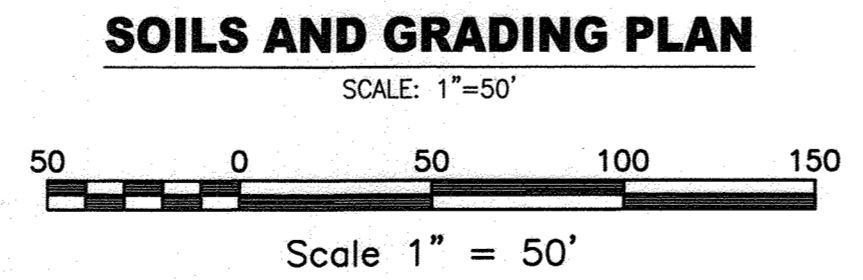 SOILS AND GRADING PLAN
SCALE: 1"=50'
50 0 50 100 150
Scale 1" = 50'